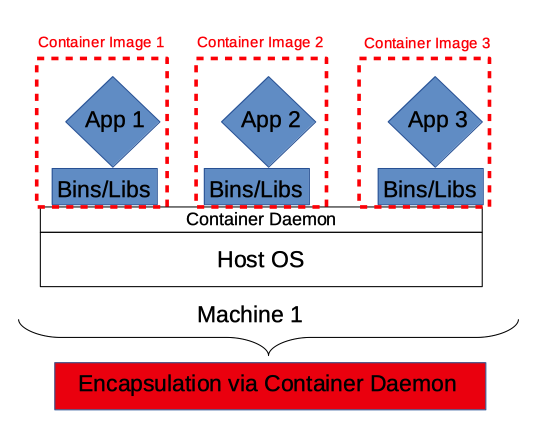 Container Image 1
Container Image 2
Container Image 3
App 1
App 2
App 3
Bins/Libs
Bins/Libs
Bins/Libs
Container Daemon
Host OS
Machine 1
Encapsulation via Container Daemon